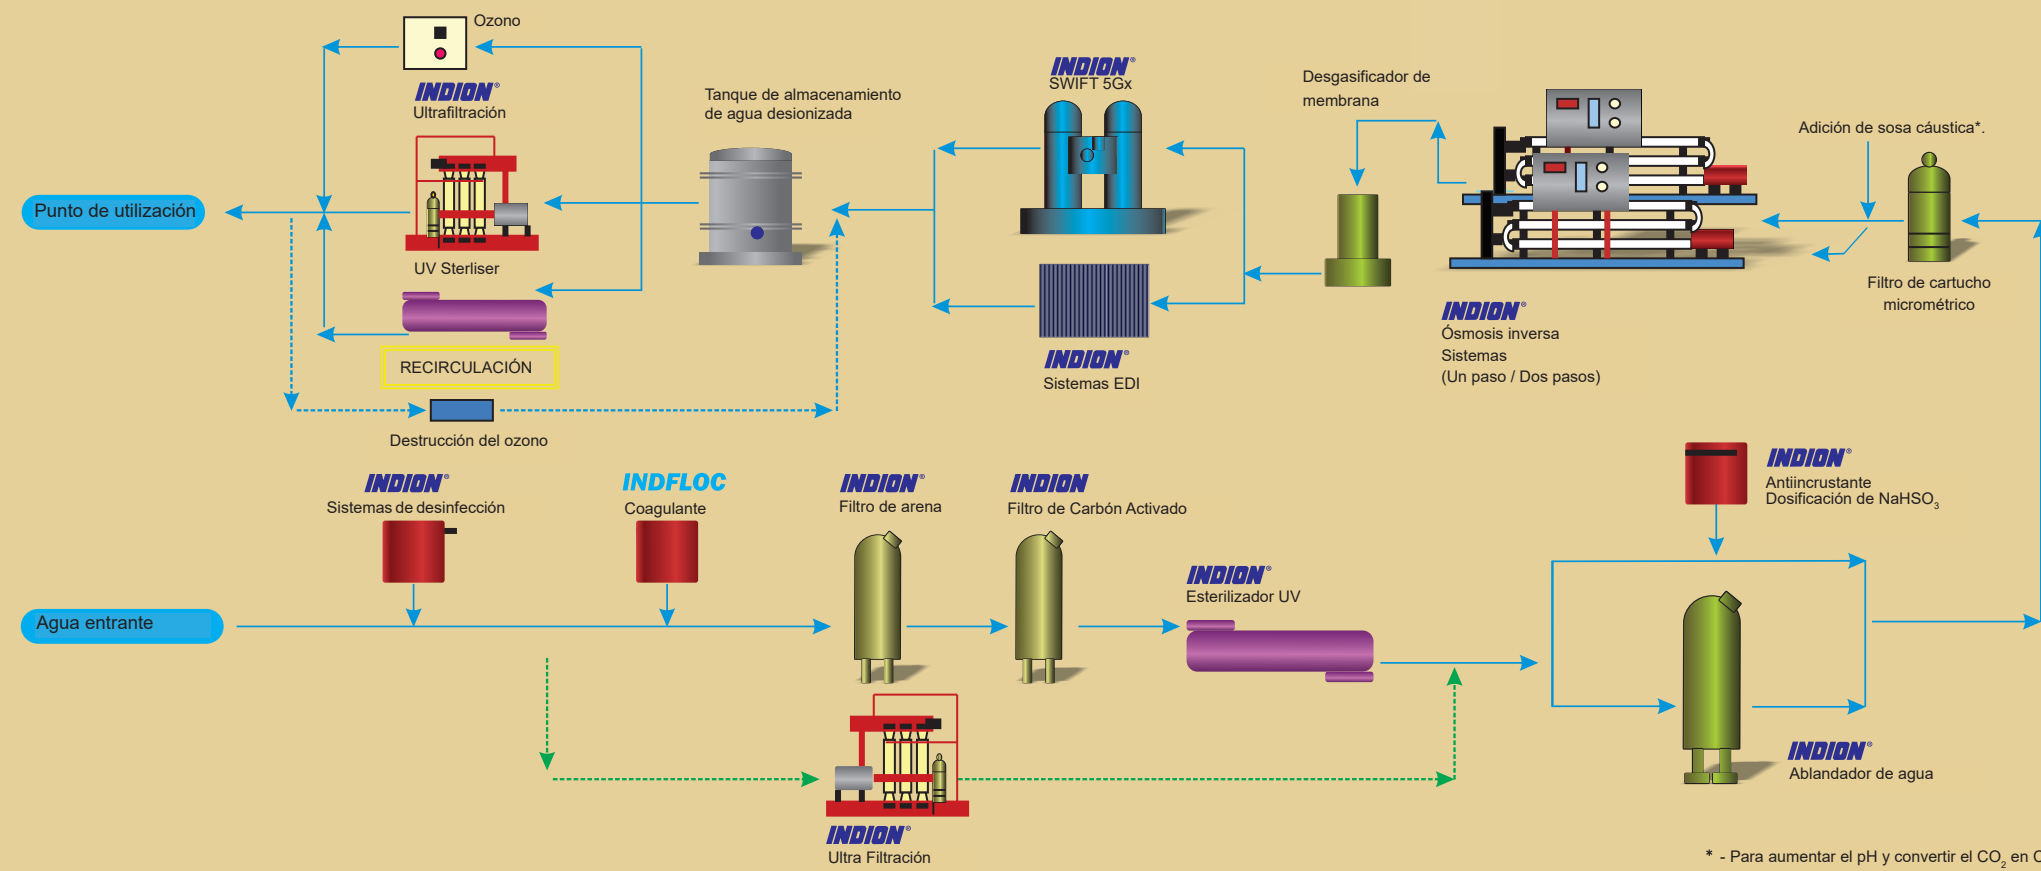 Ozono
INDION®
Ultrafiltración
UV Sterliser
Punto de utilización
RECIRCULACIÓN
Destrucción del ozono
Tanque de almacenamiento
de agua desionizada
INDION®
SWIFT 5Gx
INDION®
Sistemas EDI
Desgasificador de
membrana
INDION®
Ósmosis inversa
Sistemas
(Un paso / Dos pasos)
Adición de sosa cáustica*.
Filtro de cartucho
micrométrico
Agua entrante
INDION®
Sistemas de desinfección
INDFLOC
Coagulante
INDION®
Filtro de arena
INDION
Filtro de Carbón Activado
INDION®
Esterilizador UV
INDION®
Ultra Filtración
INDION®
Antiincrustante
Dosificación de NaHSO₃
INDION®
Ablandador de agua
* - Para aumentar el pH y convertir el CO₂ en